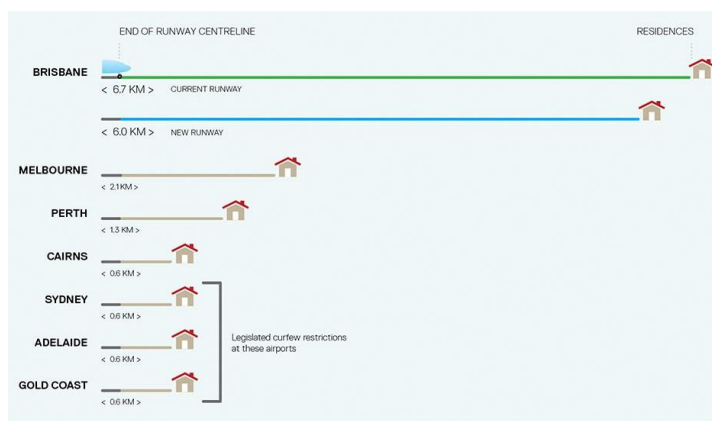 END OF RUNWAY CENTRELINE
RESIDENCES
BRISBANE
< 6.7 KM >
CURRENT RUNWAY
< 6.0 KM >
NEW RUNWAY
MELBOURNE
< 2.1 KM >
PERTH
< 1.3 KM >
CAIRNS
< 0.6 KM >
SYDNEY
< 0.6 KM >
Legislated curfew restrictions
at these airports
ADELAIDE
< 0.6 KM >
GOLD COAST
< 0.6 KM >